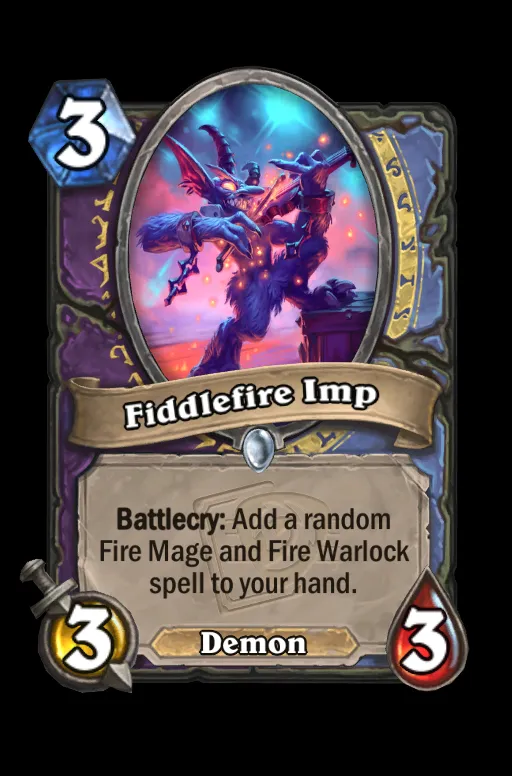 3
Fiddlefire Imp
Battlecry: Add a random
Fire Mage and Fire Warlock
spell to your hand.
3
Demon
3